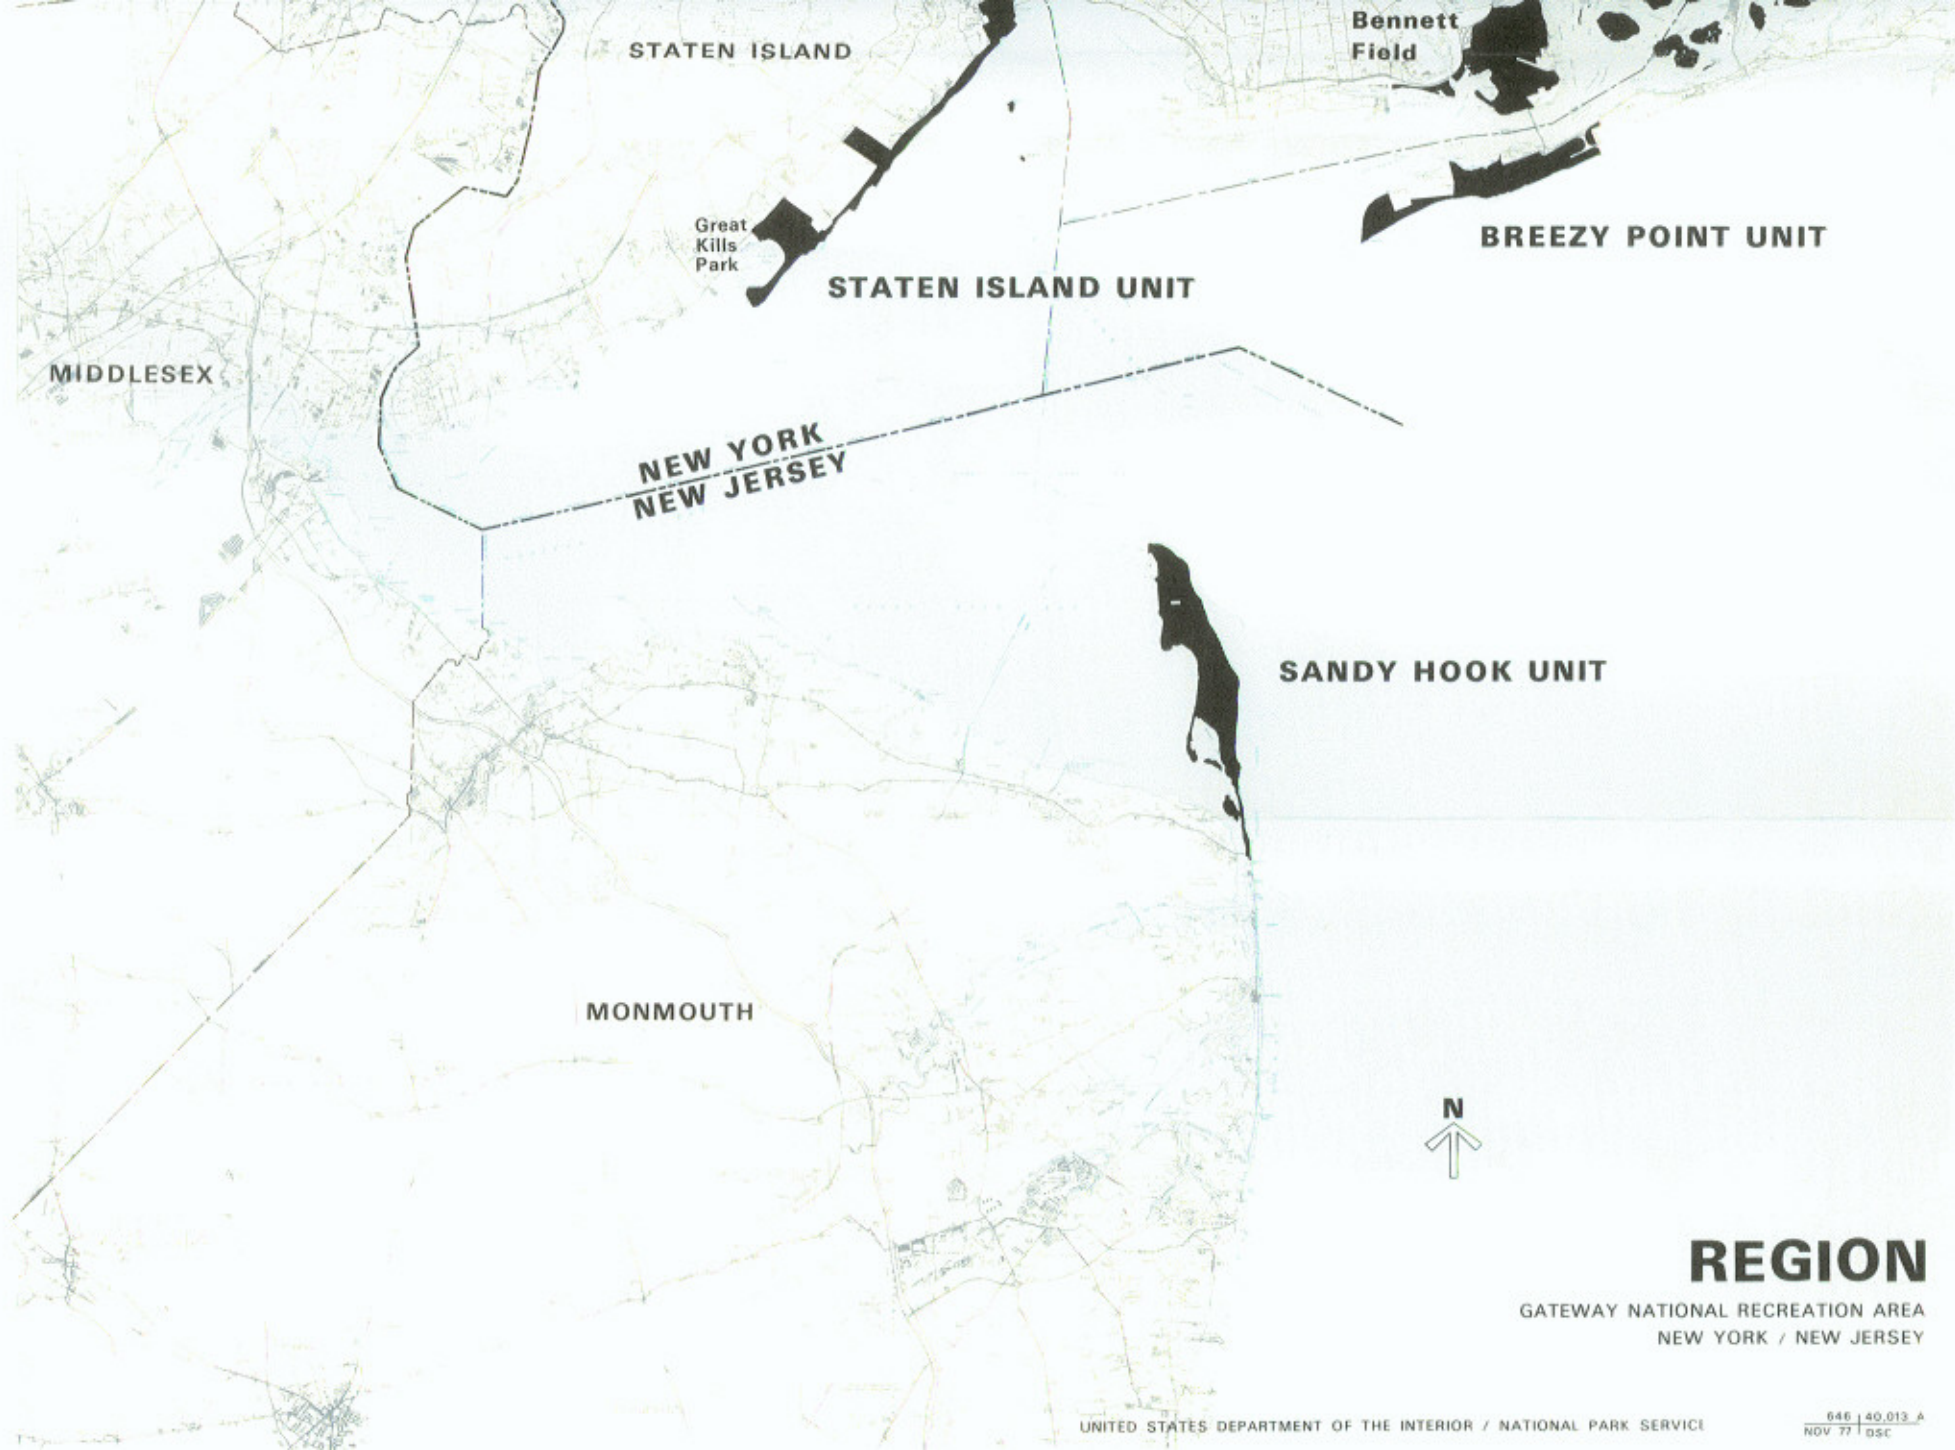 Bennett
Field
STATEN ISLAND
Great
Kills
Park
BREEZY POINT UNIT
STATEN ISLAND UNIT
MIDDLESEX
NEW YORK
NEW JERSEY
SANDY HOOK UNIT
MONMOUTH
N
REGION
GATEWAY NATIONAL RECREATION AREA
NEW YORK / NEW JERSEY
UNITED STATES DEPARTMENT OF THE INTERIOR / NATIONAL PARK SERVICE
646 | 40,013 A
NOV 77 | DSC